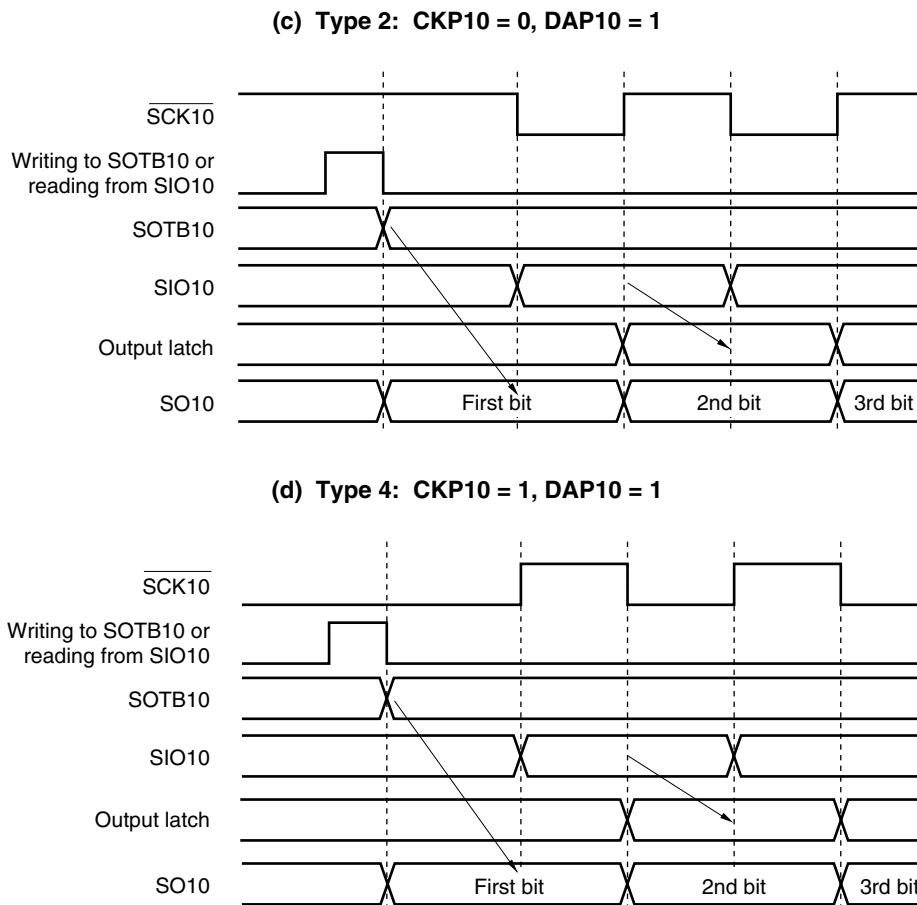 (c) Type 2: CKP10 = 0, DAP10 = 1
SCK10
Writing to SOTB10 or
reading from SIO10
SOTB10
SIO10
Output latch
SO10
First bit
2nd bit
3rd bit
(d) Type 4: CKP10 = 1, DAP10 = 1
SCK10
Writing to SOTB10 or
reading from SIO10
SOTB10
SIO10
Output latch
SO10
First bit
2nd bit
3rd bit